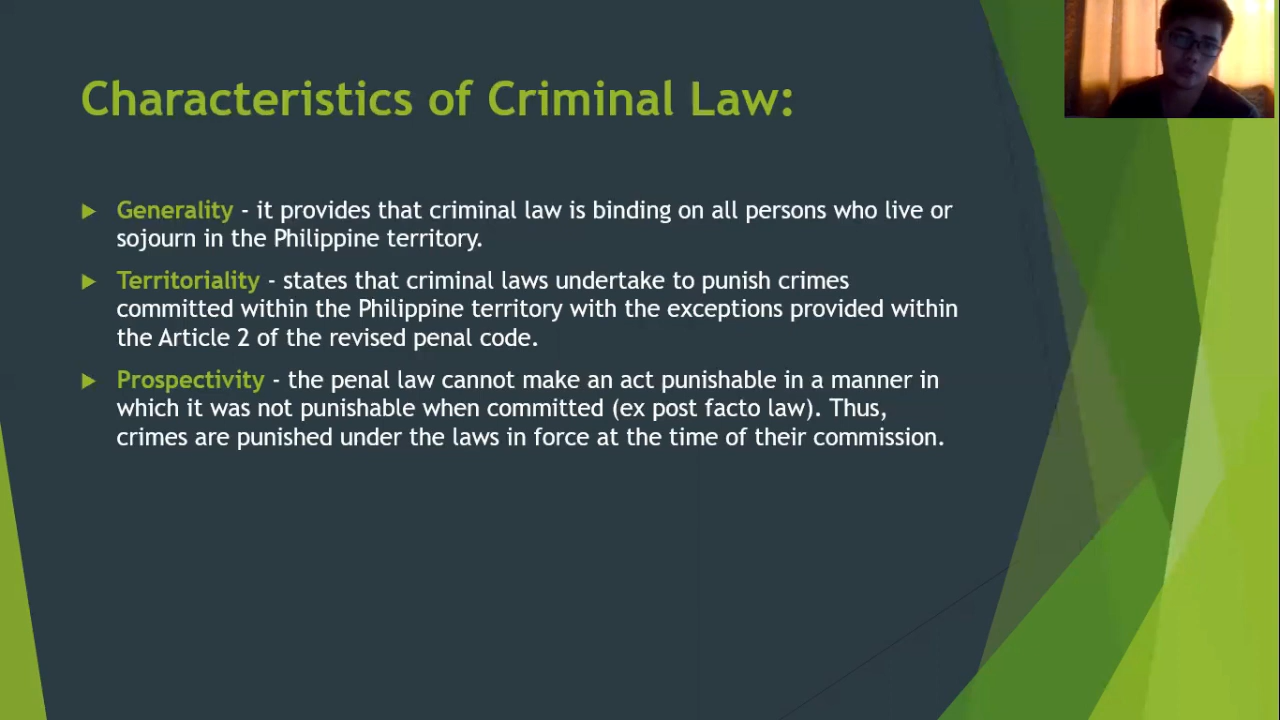 Characteristics of Criminal Law:
Generality - it provides that criminal law is binding on all persons who live or
sojourn in the Philippine territory.
Territoriality - states that criminal laws undertake to punish crimes
committed within the Philippine territory with the exceptions provided within
the Article 2 of the revised penal code.
Prospectivity - the penal law cannot make an act punishable in a manner in
which it was not punishable when committed (ex post facto law). Thus,
crimes are punished under the laws in force at the time of their commission.